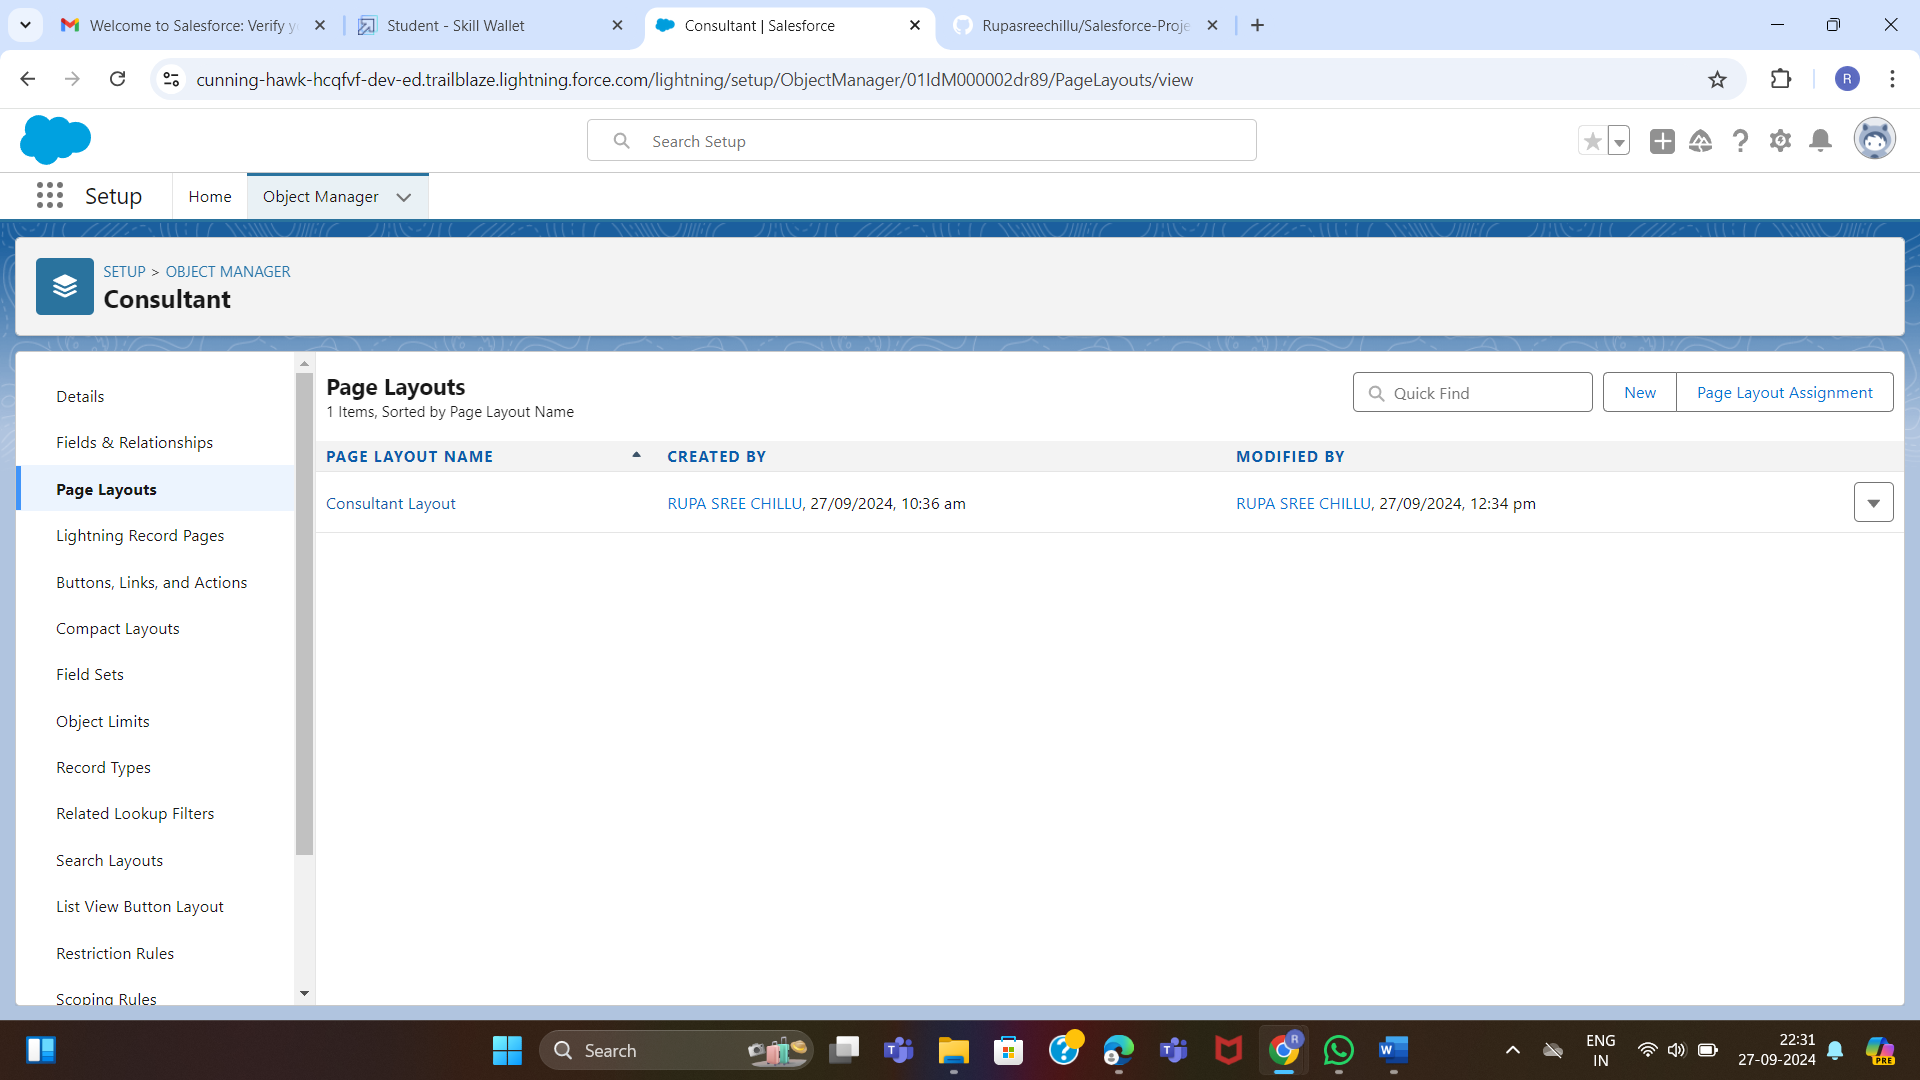 Welcome to Salesforce: Verify y
Student - Skill Wallet
Consultant | Salesforce
Rupasreechillu/Salesforce-Proje
cunning-hawk-hcqfvf-dev-ed.trailblaze.lightning.force.com/lightning/setup/ObjectManager/01IdM000002dr89/PageLayouts/view
R
Search Setup
Setup
Home
Object Manager
SETUP > OBJECT MANAGER
Consultant
Details
Fields & Relationships
Page Layouts
Lightning Record Pages
Buttons, Links, and Actions
Compact Layouts
Field Sets
Object Limits
Record Types
Related Lookup Filters
Search Layouts
List View Button Layout
Restriction Rules
Scoping Rules
Page Layouts
1 Items, Sorted by Page Layout Name
Quick Find
New
Page Layout Assignment
PAGE LAYOUT NAME
CREATED BY
MODIFIED BY
Consultant Layout
RUPA SREE CHILLU, 27/09/2024, 10:36 am
RUPA SREE CHILLU, 27/09/2024, 12:34 pm
Search
R
ENG
IN
22:31
27-09-2024
PRE